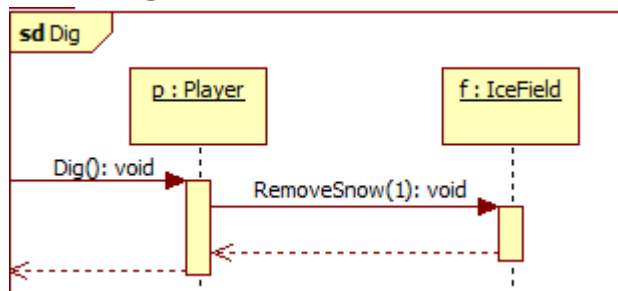 sd Dig
p : Player
f : IceField
Dig(): void
RemoveSnow(1): void